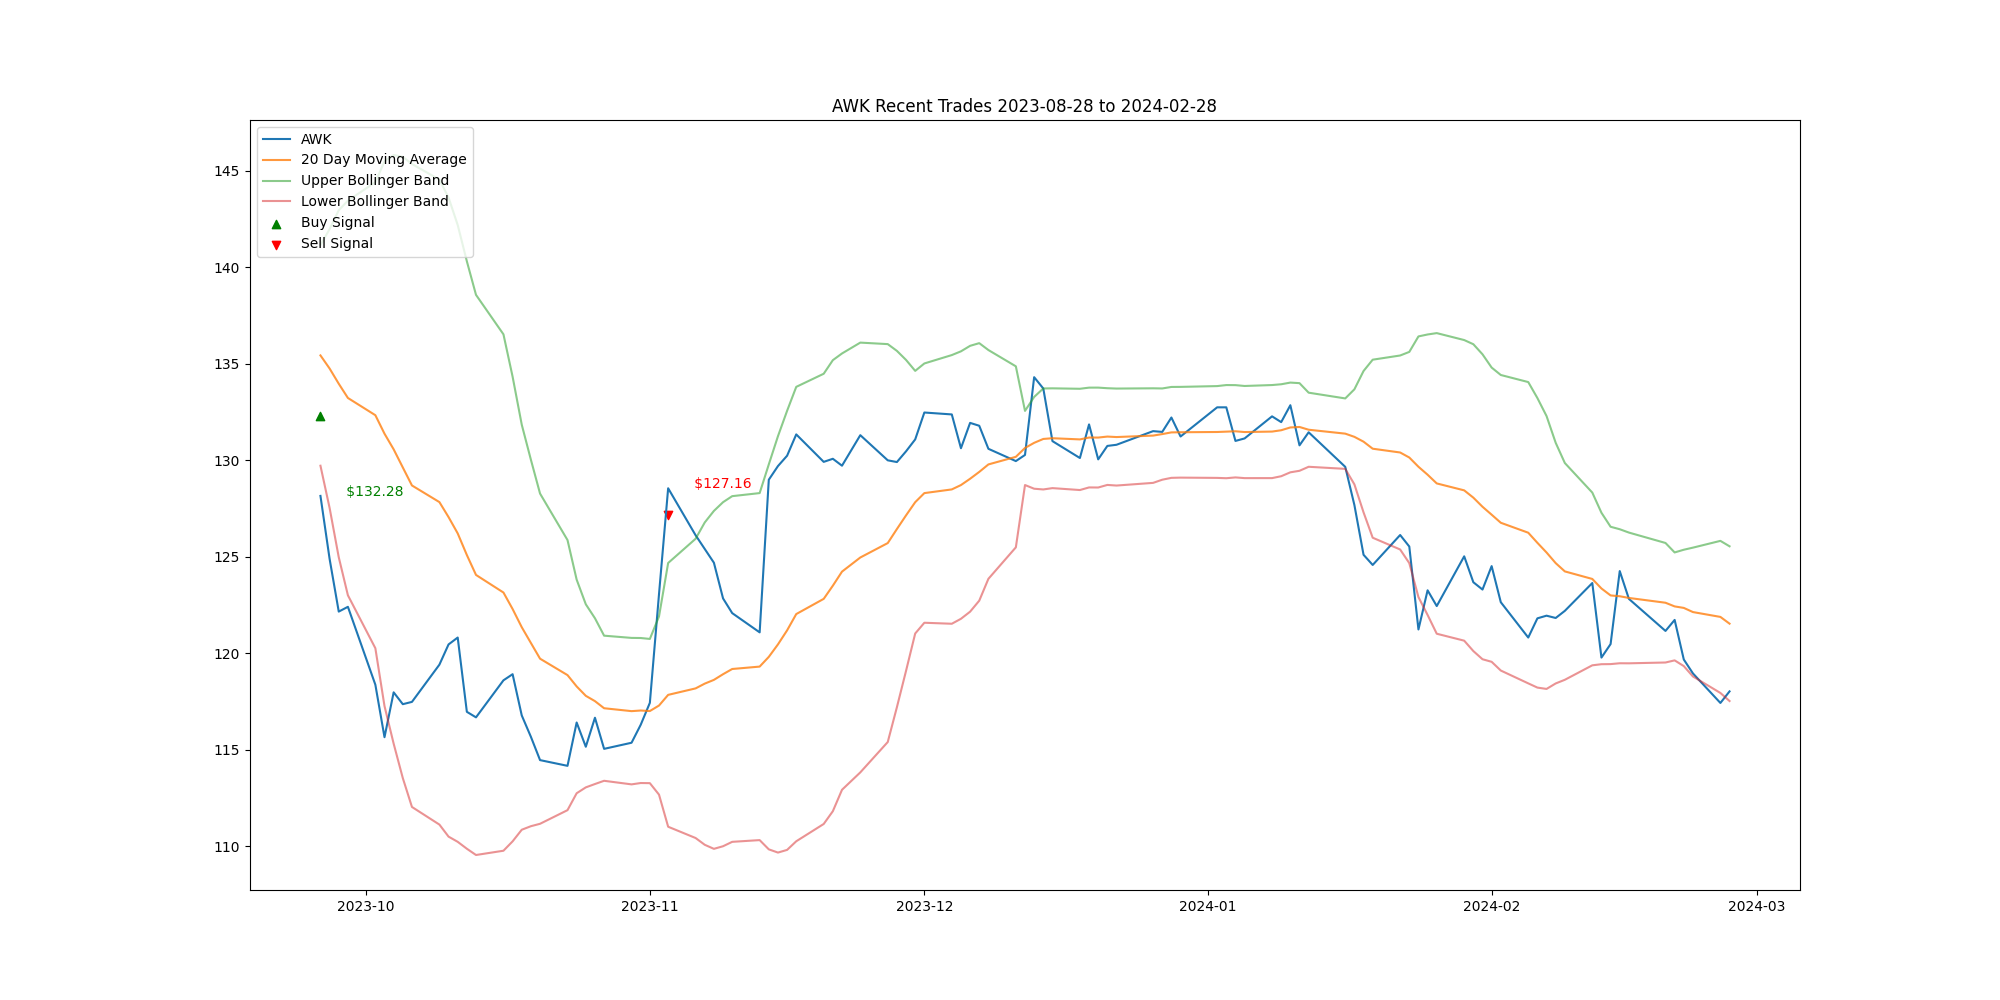 AWK Recent Trades 2023-08-28 to 2024-02-28
AWK
20 Day Moving Average
Upper Bollinger Band
Lower Bollinger Band
Buy Signal
Sell Signal
145
140
135
130
125
120
115
110
$132.28
$127.16
2023-10
2023-11
2023-12
2024-01
2024-02
2024-03